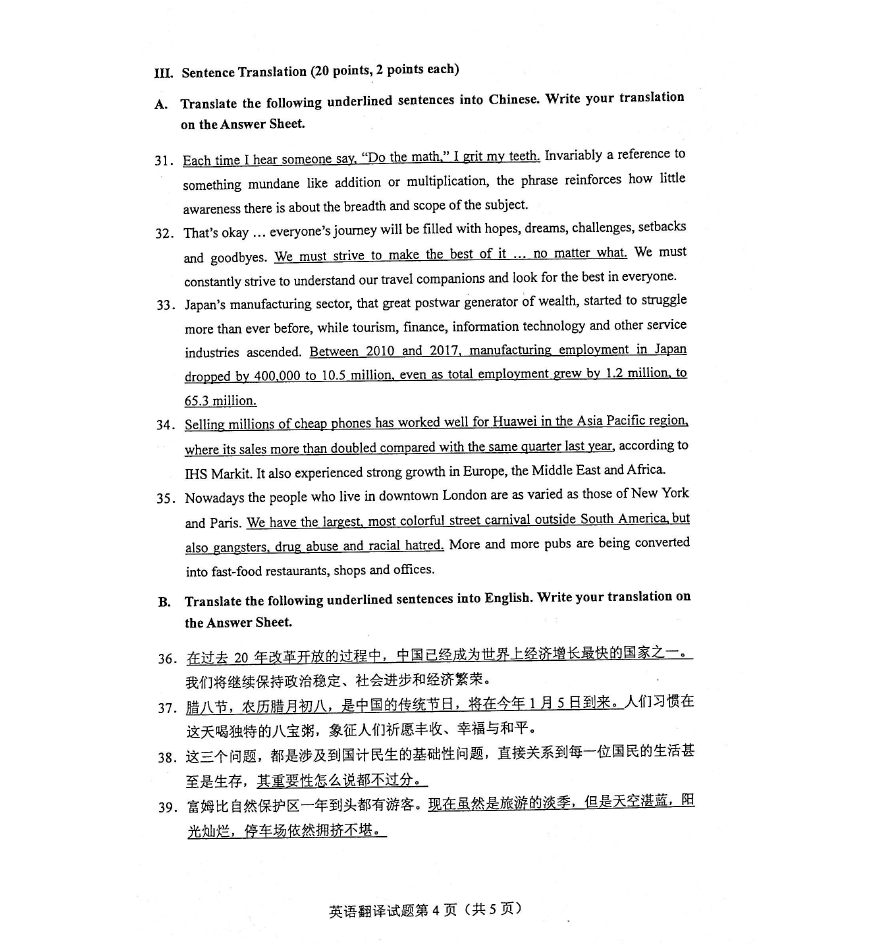 III. Sentence Translation (20 points, 2 points each)
A. Translate the following underlined sentences into Chinese. Write your translation
on the Answer Sheet.
31. Each time I hear someone say, “Do the math,” I grit my teeth. Invariably a reference to
something mundane like addition or multiplication, the phrase reinforces how little
awareness there is about the breadth and scope of the subject.
32. That’s okay … everyone’s journey will be filled with hopes, dreams, challenges, setbacks
and goodbyes. We must strive to make the best of it … no matter what. We must
constantly strive to understand our travel companions and look for the best in everyone.
33. Japan’s manufacturing sector, that great postwar generator of wealth, started to struggle
more than ever before, while tourism, finance, information technology and other service
industries ascended. Between 2010 and 2017, manufacturing employment in Japan
dropped by 400,000 to 10.5 million, even as total employment grew by 1.2 million, to
65.3 million.
34. Selling millions of cheap phones has worked well for Huawei in the Asia Pacific region,
where its sales more than doubled compared with the same quarter last year, according to
IHS Markit. It also experienced strong growth in Europe, the Middle East and Africa.
35. Nowadays the people who live in downtown London are as varied as those of New York
and Paris. We have the largest, most colorful street carnival outside South America, but
also gangsters, drug abuse and racial hatred. More and more pubs are being converted
into fast-food restaurants, shops and offices.
B. Translate the following underlined sentences into English. Write your translation on
the Answer Sheet.
36. 在过去 20 年改革开放的过程中，中国已经成为世界上经济增长最快的国家之一。
我们将继续保持政治稳定、社会进步和经济繁荣。
37. 腊八节，农历腊月初八，是中国的传统节日，将在今年 1 月 5 日到来。人们习惯在
这天喝独特的八宝粥，象征人们祈愿丰收、幸福与和平。
38. 这三个问题，都是涉及到国计民生的基础性问题，直接关系到每一位国民的生活甚
至是生存，其重要性怎么说都不过分。
39. 富姆比自然保护区一年到头都有游客。现在虽然是旅游的淡季，但是天空湛蓝，阳
光灿烂，停车场依然拥挤不堪。
英语翻译试题第 4 页（共 5 页）